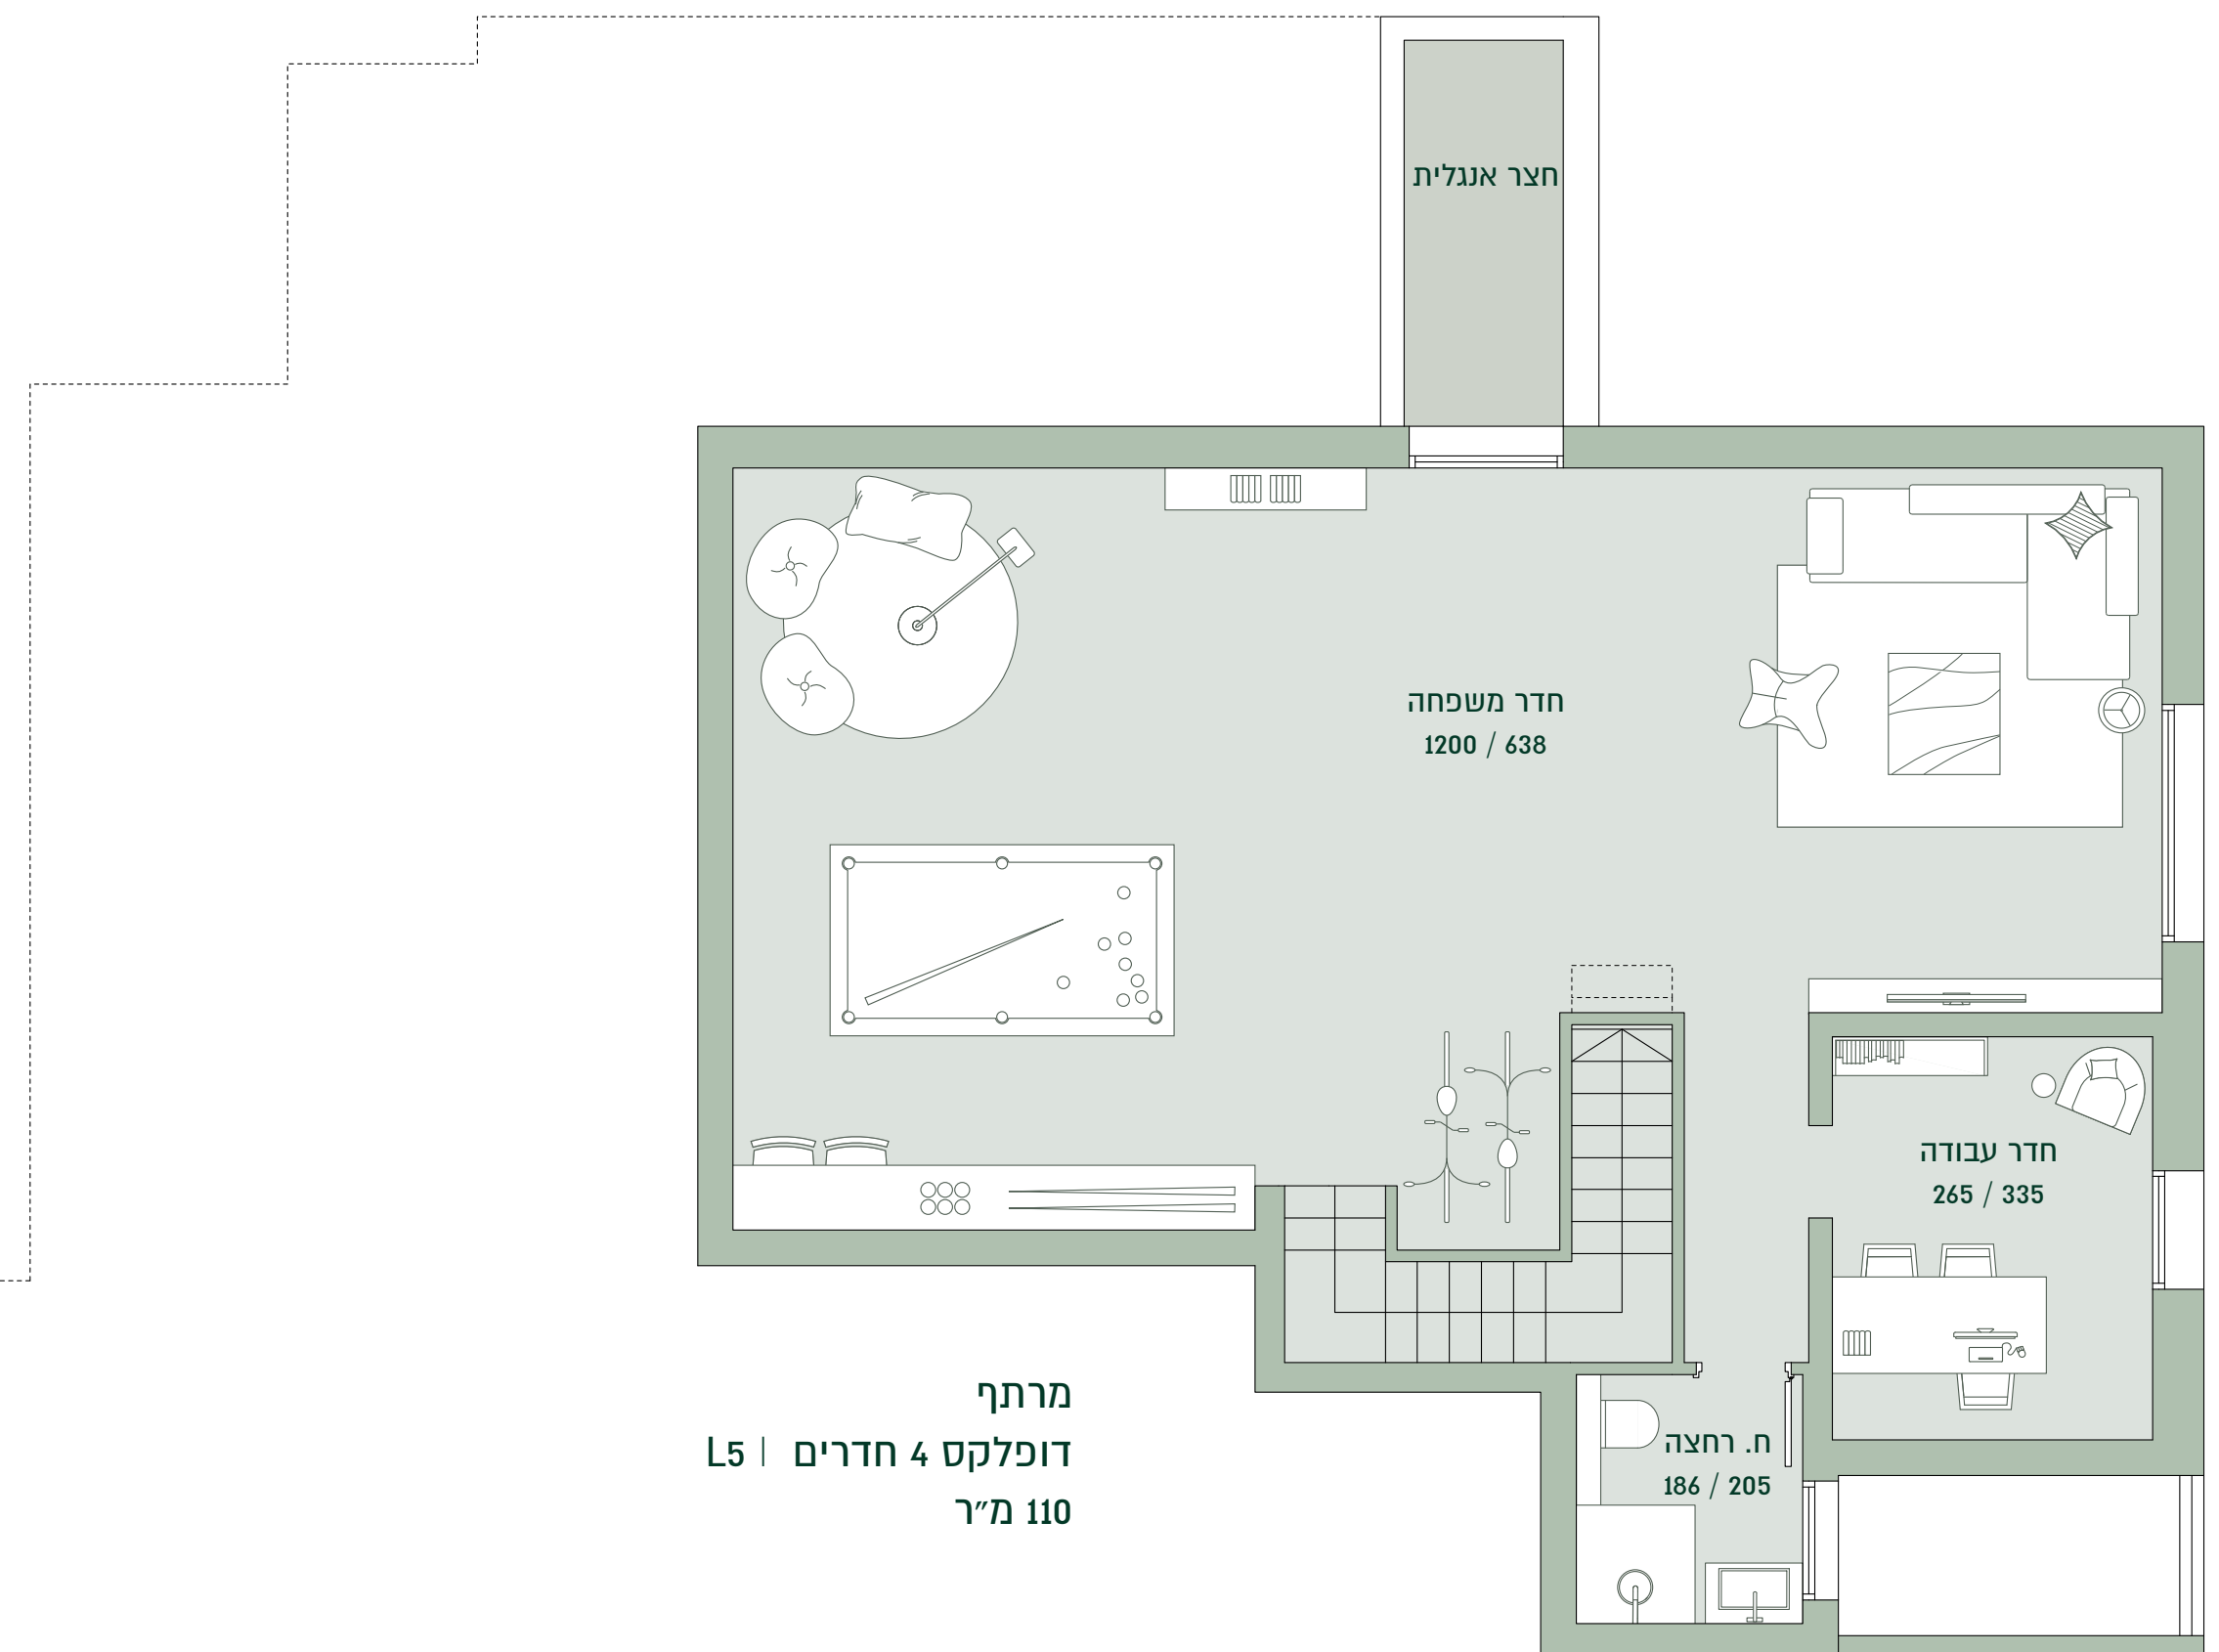 חצר אנגלית
חדר משפחה
1200 / 638
חדר עבודה
265 / 335
ח. רחצה
186 / 205
מרתף
דופלקס 4 חדרים | L5
110 מ״ר